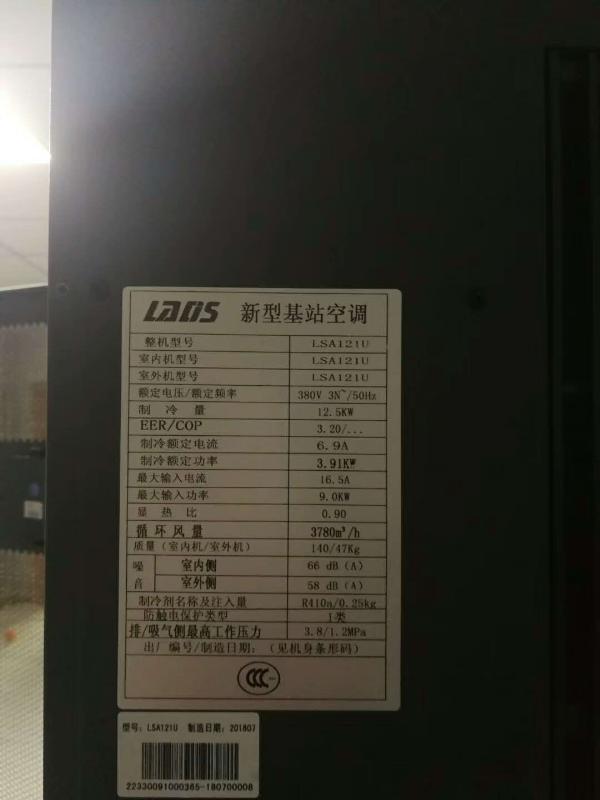 LAOS 新型基站空调
整机型号 LSA121U
室内机型号 LSA121U
室外机型号 LSA121U
额定电压/额定频率 380V 3N~/50Hz
制冷量 12.5KW
EER/COP 3.20/...
制冷额定电流 6.9A
制冷额定功率 3.91KW
最大输入电流 16.5A
最大输入功率 9.0KW
显热比 0.90
循环风量 3780m³/h
质量(室内机/室外机) 140/47Kg
噪音 室内侧 66 dB (A)
室外侧 58 dB (A)
制冷剂名称及注入量 R410a/0.25kg
防触电保护类型 I类
排/吸气侧最高工作压力 3.8/1.2MPa
出厂编号/制造日期: (见机身条形码)
CCC
型号: LSA121U 制造日期: 201807
22330091000365-180700008